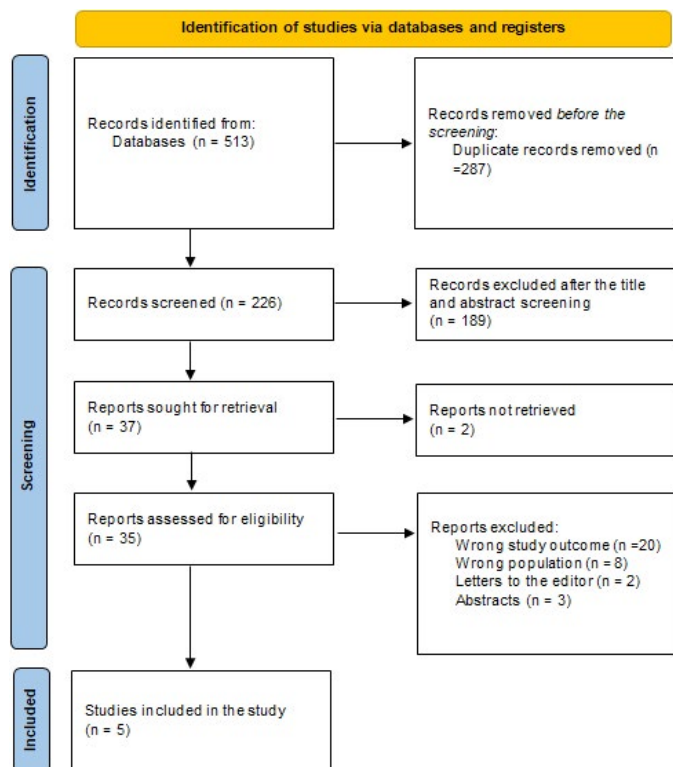 Identification of studies via databases and registers
Identification
Records identified from:
Databases (n = 513)
Records removed before the
screening:
Duplicate records removed (n
=287)
Screening
Records screened (n = 226)
Records excluded after the title
and abstract screening
(n = 189)
Reports sought for retrieval
(n = 37)
Reports not retrieved
(n = 2)
Reports assessed for eligibility
(n = 35)
Reports excluded:
Wrong study outcome (n =20)
Wrong population (n = 8)
Letters to the editor (n = 2)
Abstracts (n = 3)
Included
Studies included in the study
(n = 5)